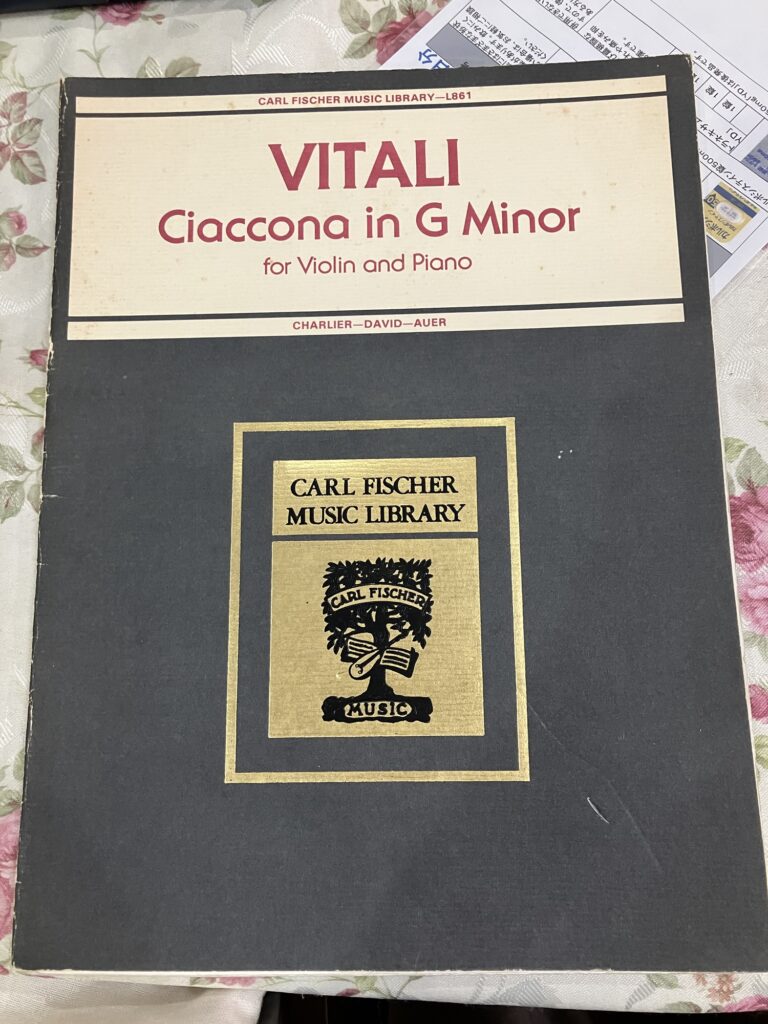 CARL FISCHER MUSIC LIBRARY—L861
VITALI
Ciaccona in G Minor
for Violin and Piano
CHARLIER—DAVID—AUER
CARL FISCHER
MUSIC LIBRARY
CARL FISCHER
MUSIC